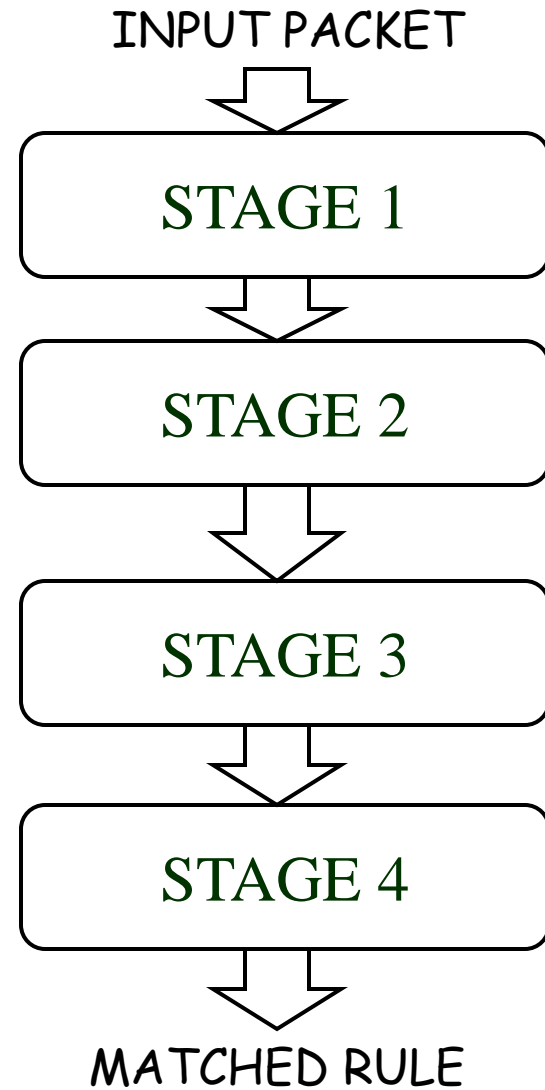 INPUT PACKET
STAGE 1
STAGE 2
STAGE 3
STAGE 4
MATCHED RULE